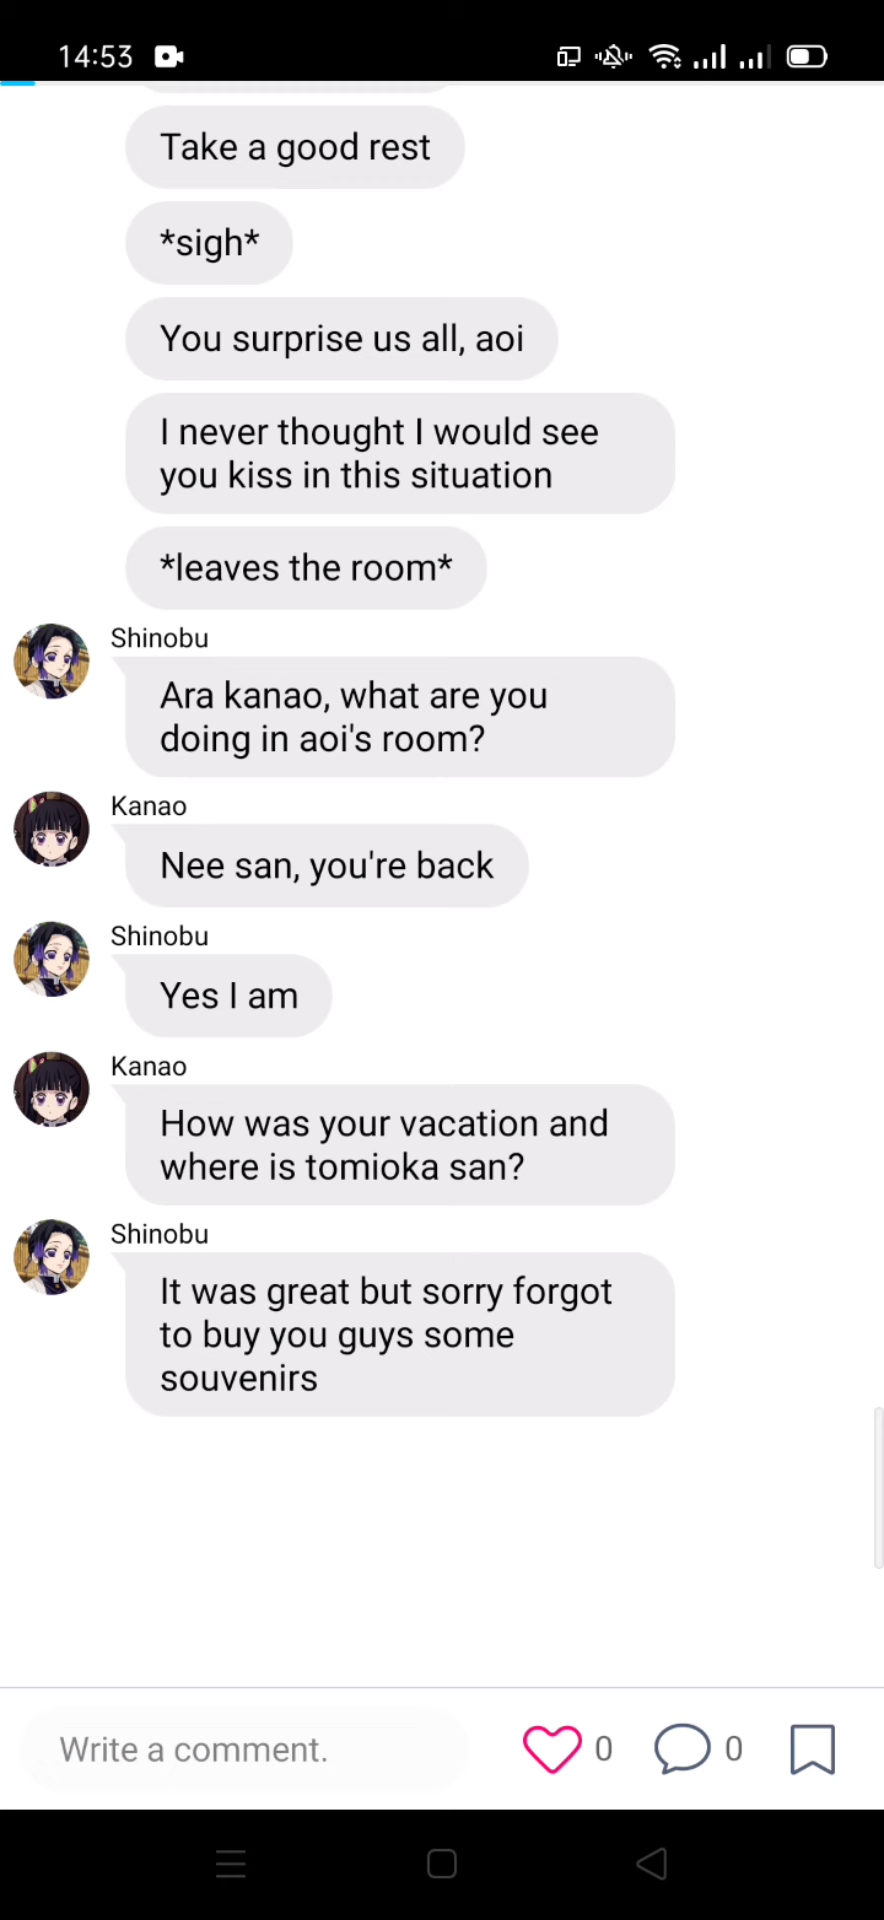 14:53
Take a good rest
*sigh*
You surprise us all, aoi
I never thought I would see
you kiss in this situation
*leaves the room*
Shinobu
Ara kanao, what are you
doing in aoi's room?
Kanao
Nee san, you're back
Shinobu
Yes I am
Kanao
How was your vacation and
where is tomioka san?
Shinobu
It was great but sorry forgot
to buy you guys some
souvenirs
Write a comment.
0
0